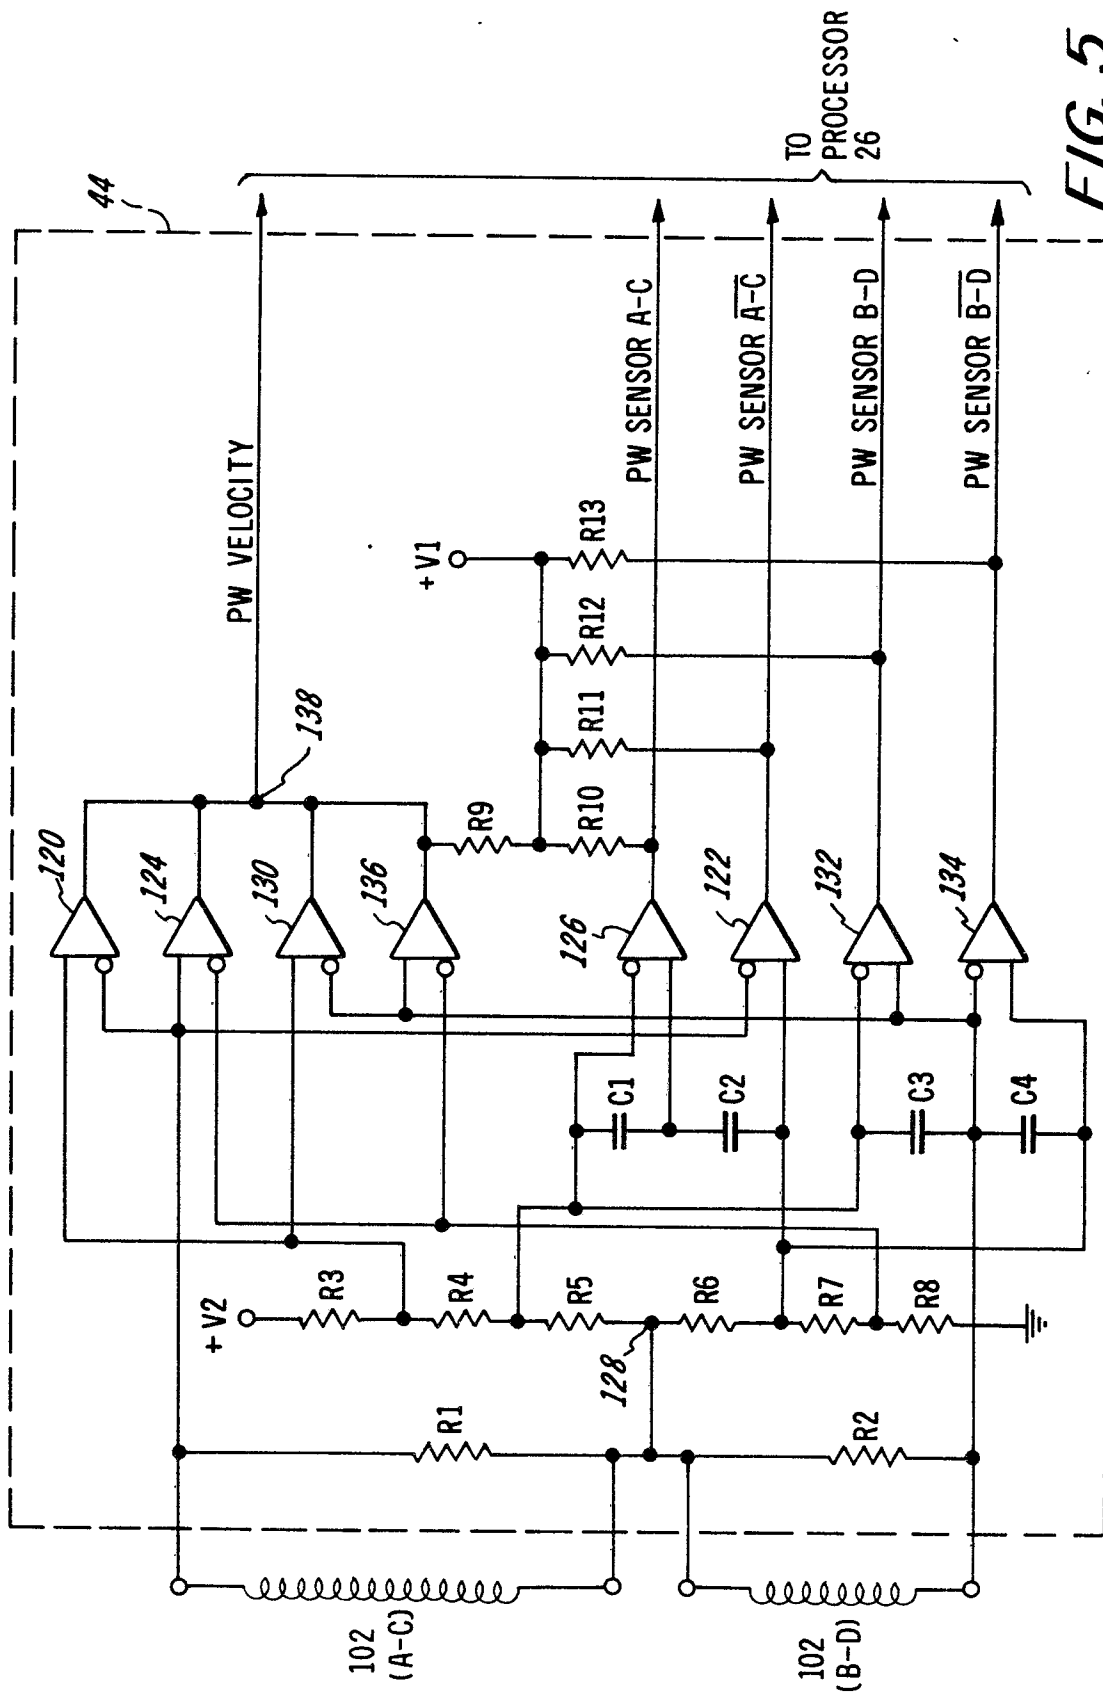 44
PW VELOCITY
138
+V1
120
124
130
136
R9
R10
R11
R12
R13
126
122
132
134
PW SENSOR A-C
PW SENSOR A̅-̅C̅
PW SENSOR B-D
PW SENSOR B̅-̅D̅
TO
PROCESSOR
26
C1
C2
C3
C4
+V2
R3
R4
R5
R6
R7
R8
128
R1
R2
102
(A-C)
102
(B-D)
FIG. 5